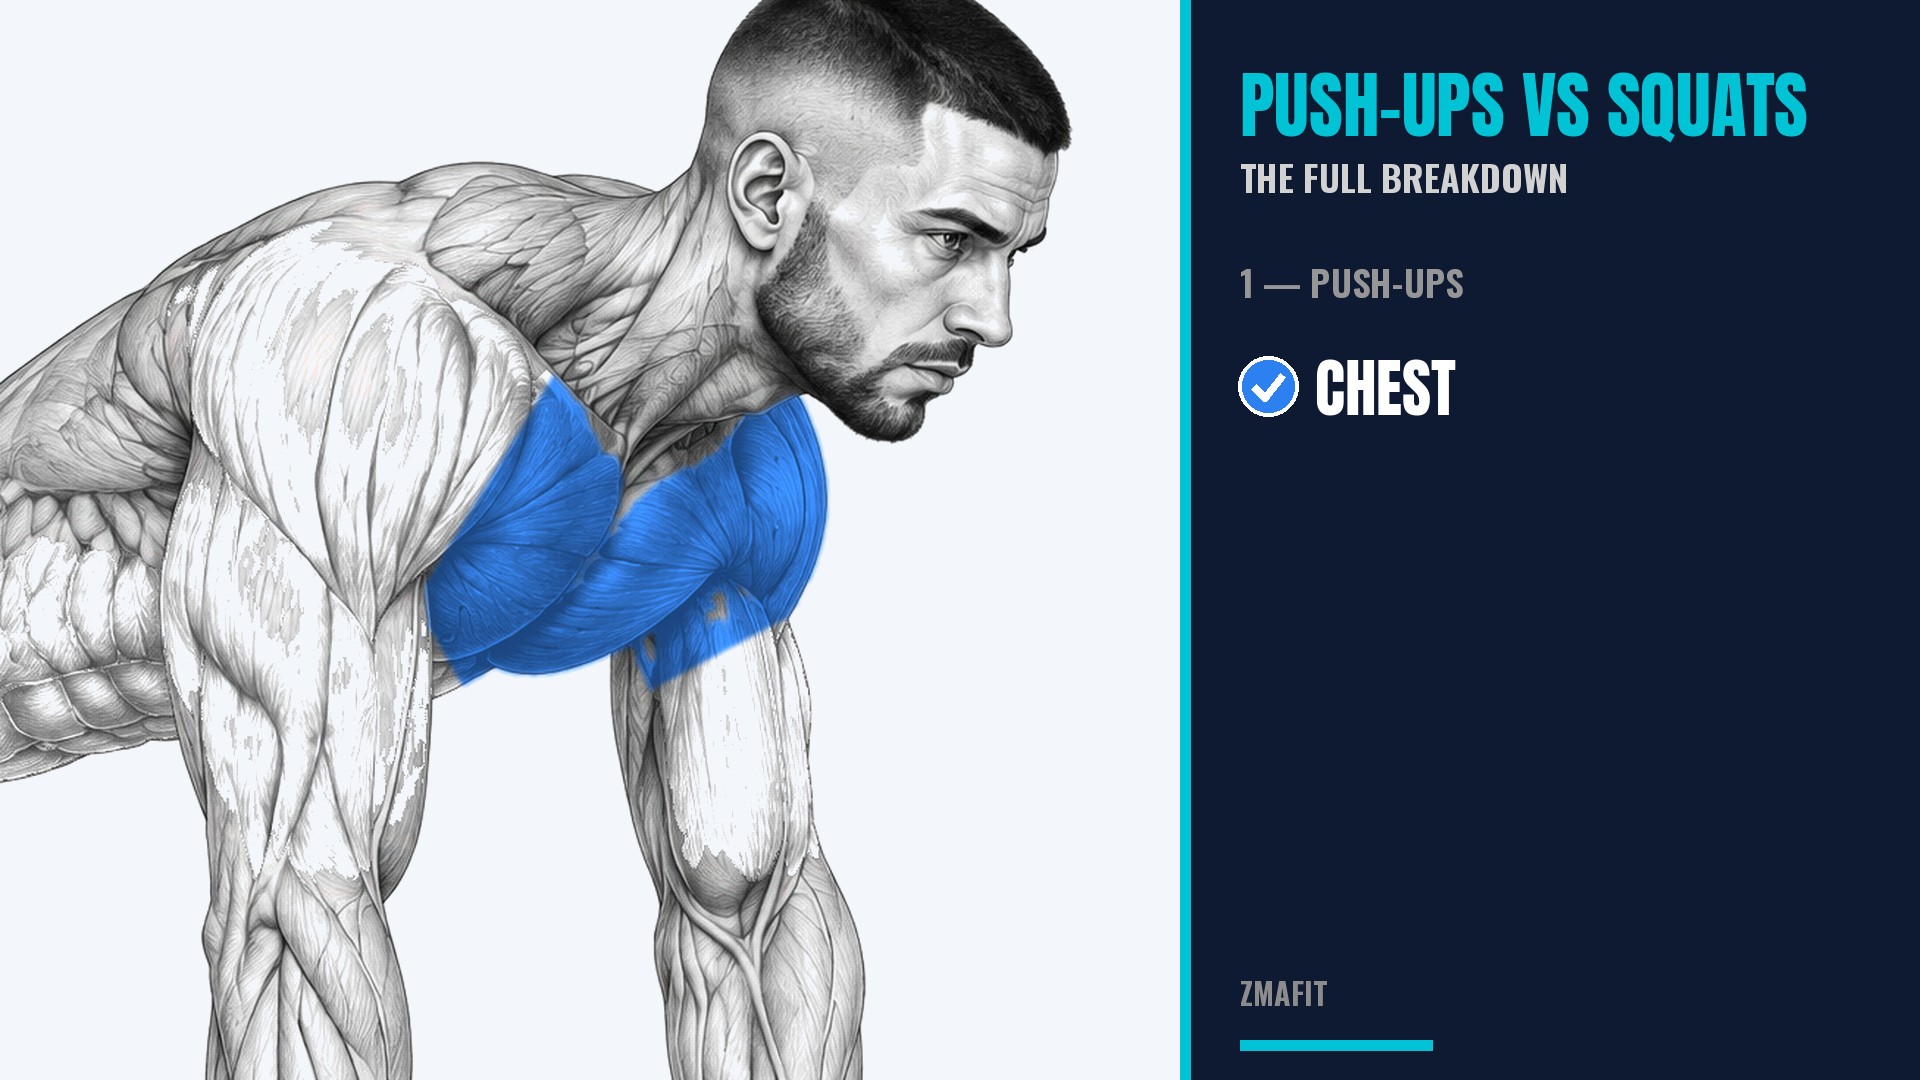 PUSH-UPS VS SQUATS
THE FULL BREAKDOWN
1 — PUSH-UPS
CHEST
ZMAFIT